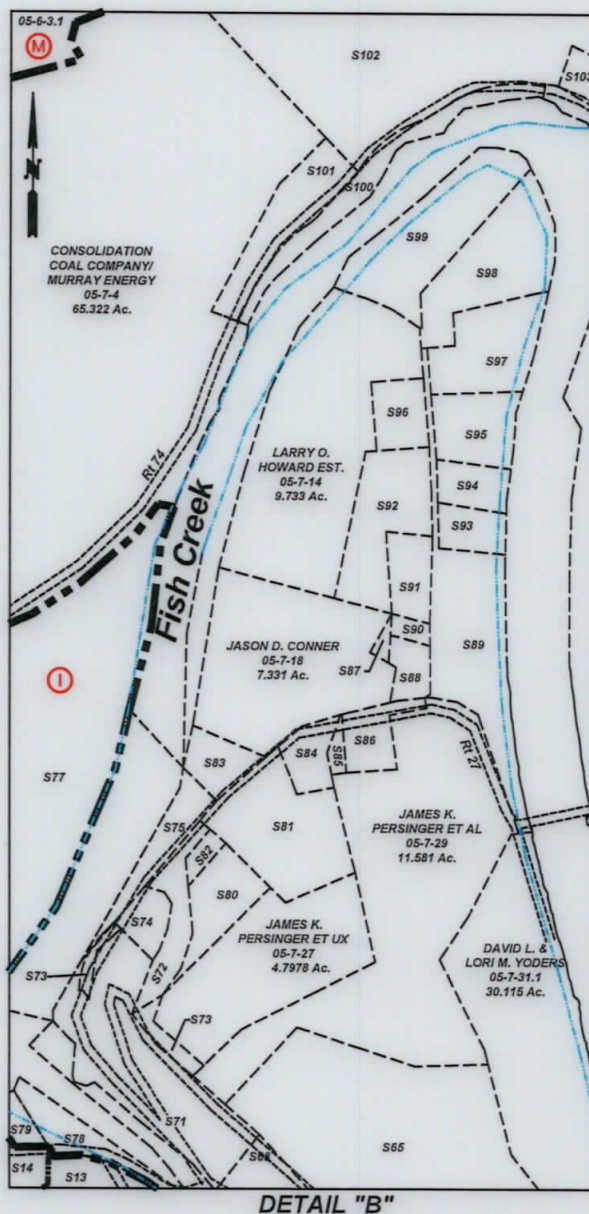 05-6-3.1
M
S102
S103
N
S101
S100
CONSOLIDATION
COAL COMPANY/
MURRAY ENERGY
05-7-4
65.322 Ac.
S99
S98
S97
S96
S95
Rt 74
LARRY O.
HOWARD EST.
05-7-14
9.733 Ac.
S94
S92
S93
Fish Creek
S91
S90
JASON D. CONNER
05-7-18
7.331 Ac.
S89
S87
S88
I
S77
S83
S84
S85
S86
Rt 27
S75
S81
JAMES K.
PERSINGER ET AL
05-7-29
11.581 Ac.
S82
S80
S74
JAMES K.
PERSINGER ET UX
05-7-27
4.7978 Ac.
DAVID L. &
LORI M. YODERS
05-7-31.1
30.115 Ac.
S73
S72
S73
S71
S79
S78
S65
S14
S13
DETAIL "B"